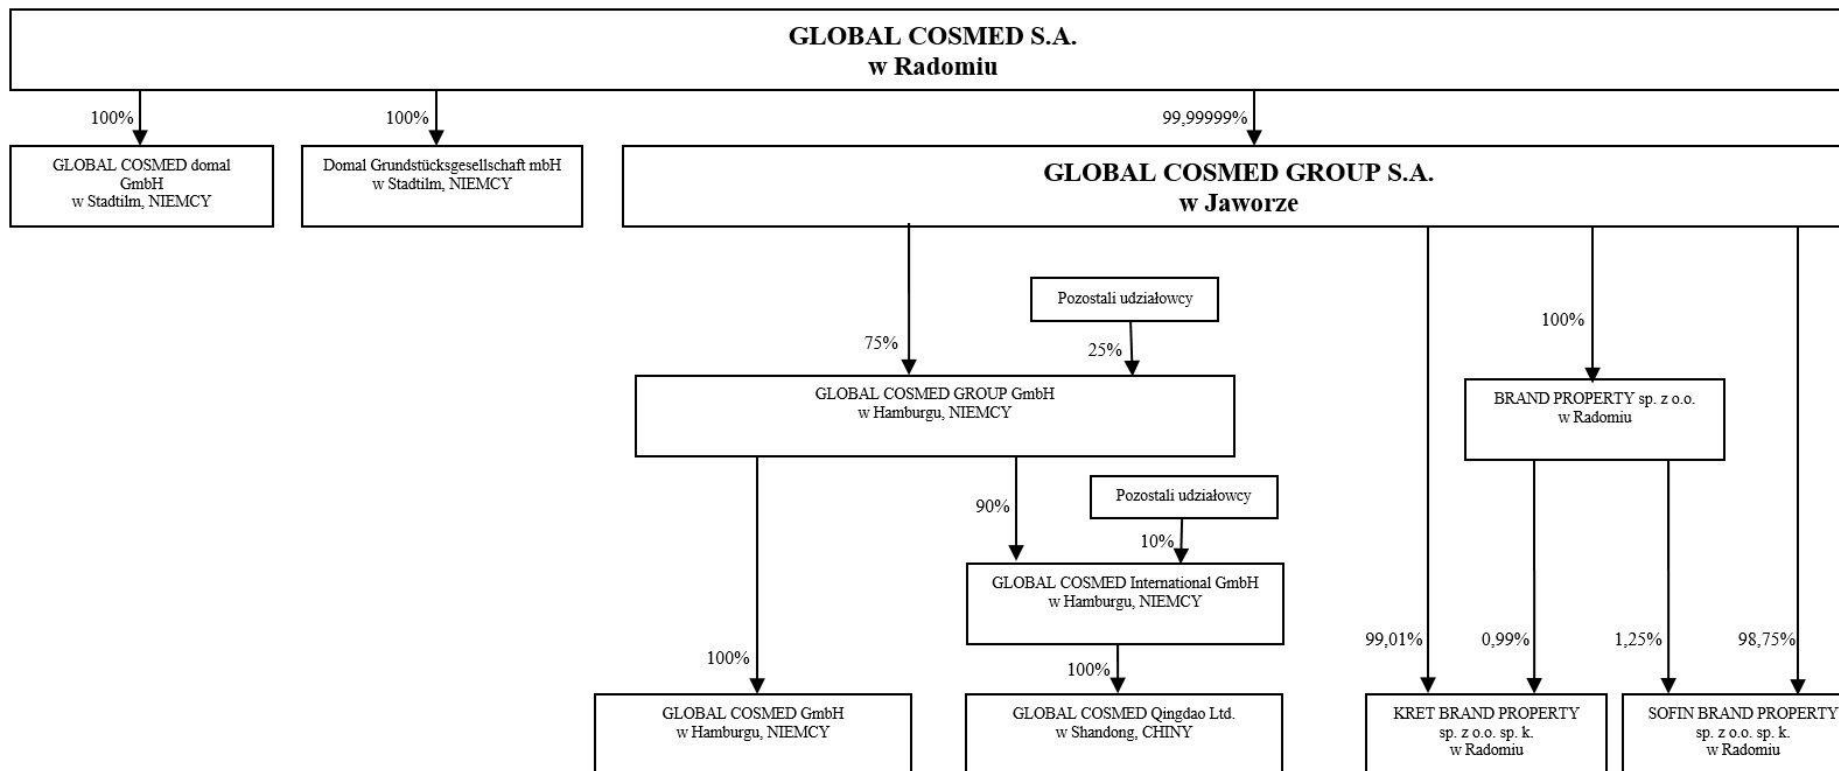 GLOBAL COSMED S.A.
w Radomiu
100%
100%
99,99999%
GLOBAL COSMED domal
GmbH
w Stadtilm, NIEMCY
Domal Grundstücksgesellschaft mbH
w Stadtilm, NIEMCY
GLOBAL COSMED GROUP S.A.
w Jaworze
Pozostali udziałowcy
100%
75%
25%
GLOBAL COSMED GROUP GmbH
w Hamburgu, NIEMCY
BRAND PROPERTY sp. z o.o.
w Radomiu
Pozostali udziałowcy
90%
10%
GLOBAL COSMED International GmbH
w Hamburgu, NIEMCY
99,01%
0,99%
1,25%
98,75%
100%
100%
GLOBAL COSMED GmbH
w Hamburgu, NIEMCY
GLOBAL COSMED Qingdao Ltd.
w Shandong, CHINY
KRET BRAND PROPERTY
sp. z o.o. sp. k.
w Radomiu
SOFIN BRAND PROPERTY
sp. z o.o. sp. k.
w Radomiu